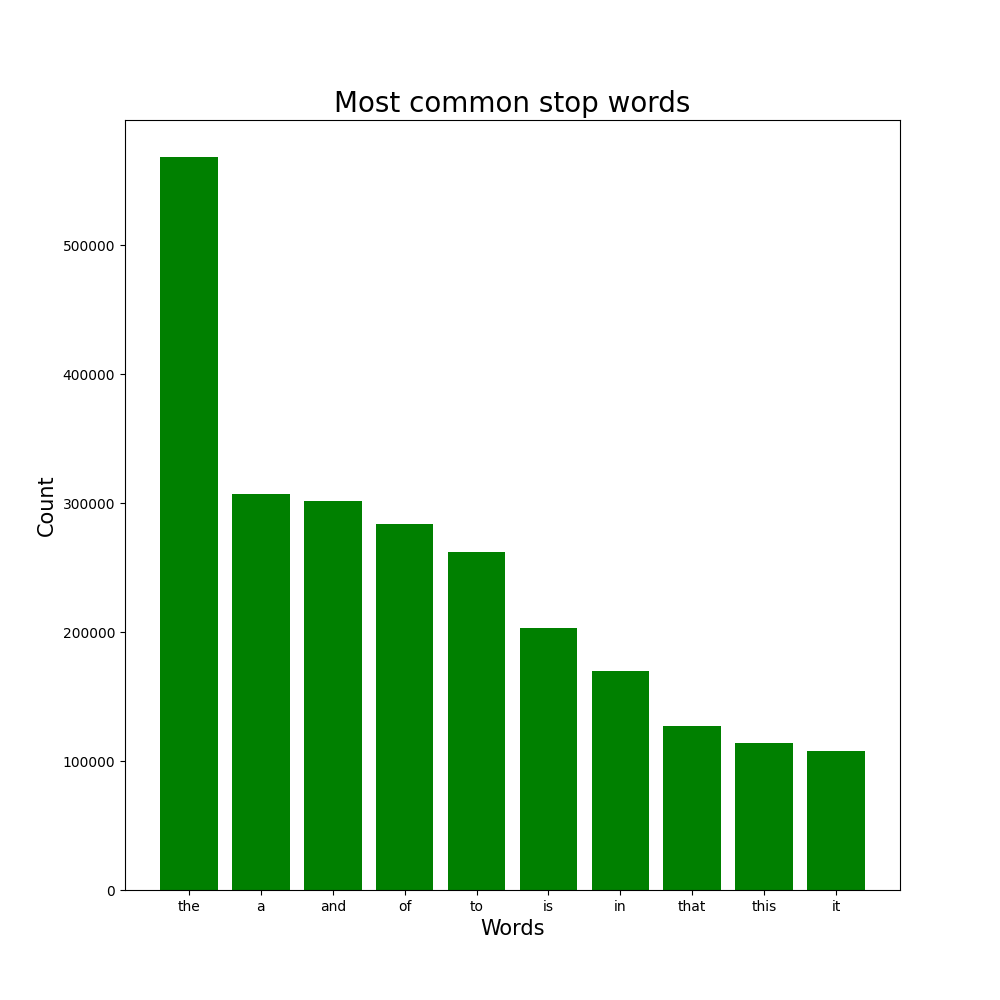 Most common stop words
500000
400000
300000
200000
100000
0
Count
the a and of to is in that this it
Words